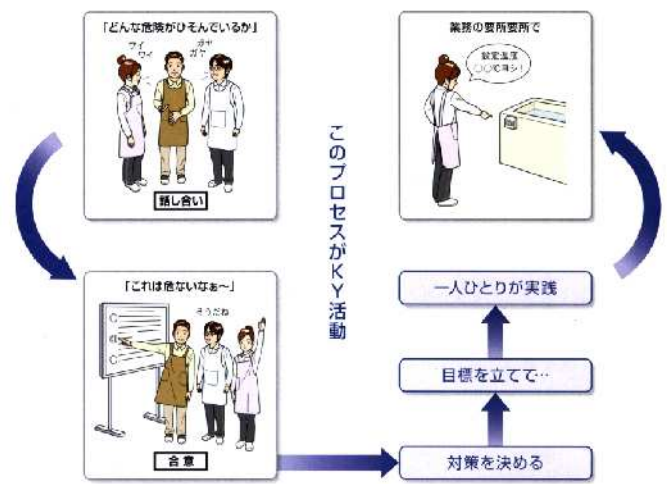 「どんな危険がひそんでいるか」
ワイ
ワイ
ガヤ
ガヤ
話し合い
「これは危ないなぁ～」
そうだね
合意
対策を決める
目標を立てて…
一人ひとりが実践
業務の要所要所で
設定温度
○○℃ヨシ！
このプロセスがKY活動